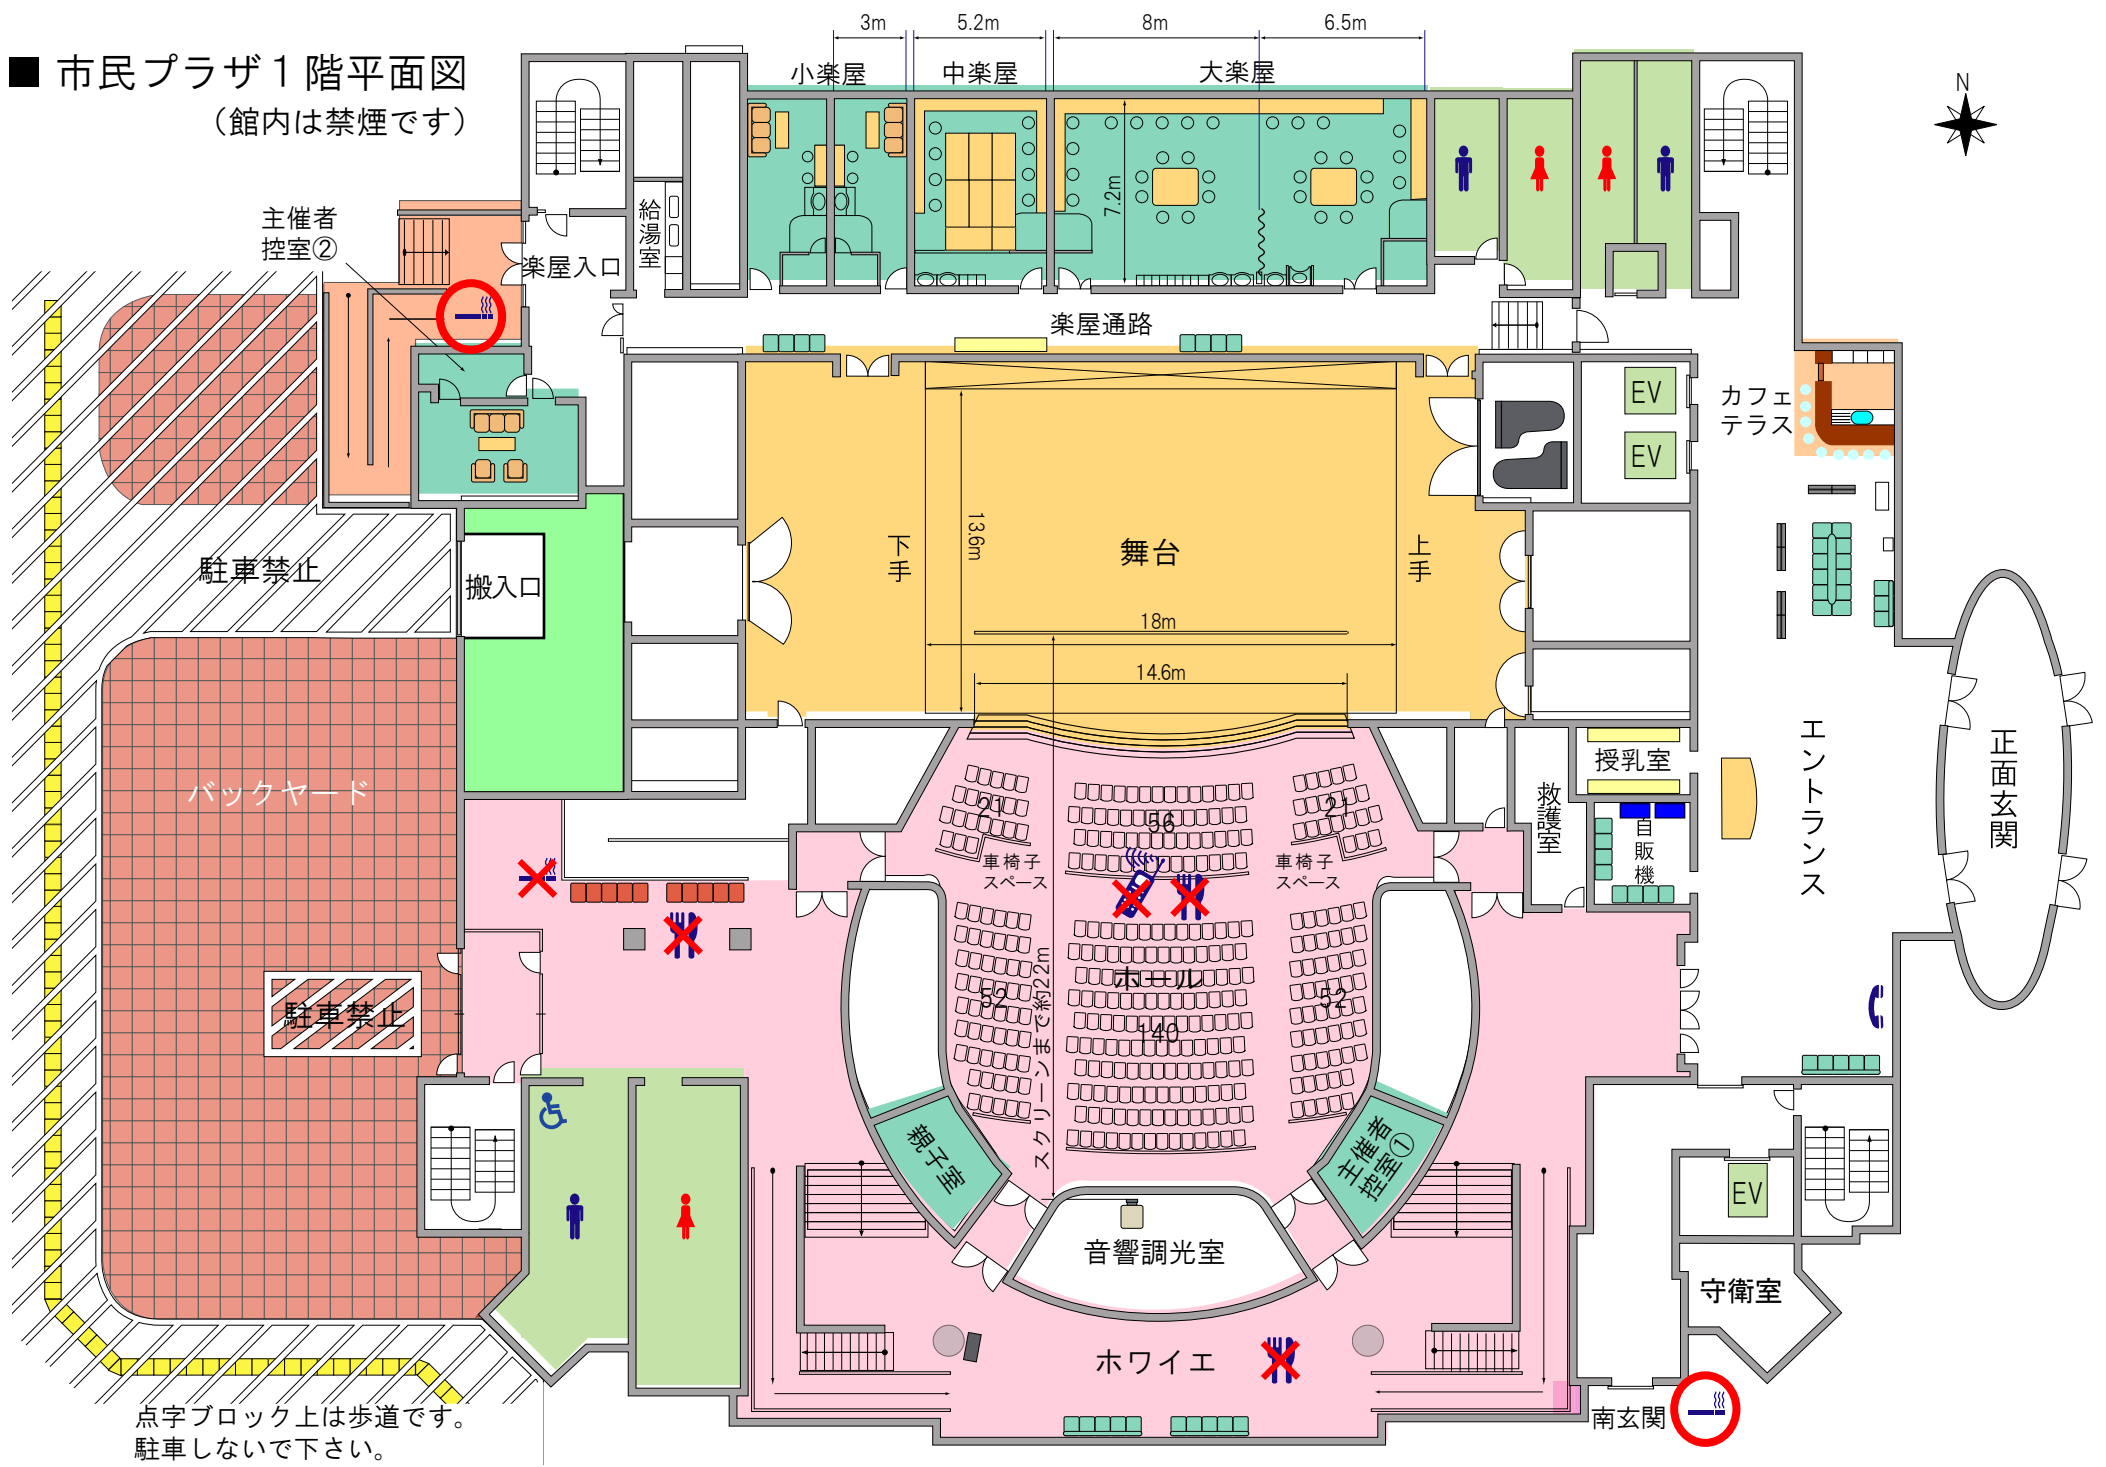 ■ 市民プラザ１階平面図
（館内は禁煙です）
3m
5.2m
8m
6.5m
小楽屋
中楽屋
大楽屋
N
7.2m
主催者
控室②
給湯室
楽屋入口
楽屋通路
EV
EV
カフェ
テラス
下手
13.6m
舞台
上手
駐車禁止
搬入口
18m
14.6m
バックヤード
授乳室
救護室
自販機
エントランス
正面玄関
21
56
21
車椅子
スペース
車椅子
スペース
ホール
52
52
140
スクリーンまで約22m
駐車禁止
親子室
主催者
控室①
EV
音響調光室
守衛室
ホワイエ
南玄関
点字ブロック上は歩道です。
駐車しないで下さい。